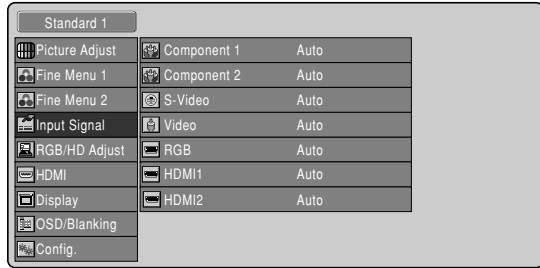 Standard 1
Picture Adjust Component 1 Auto
Fine Menu 1 Component 2 Auto
Fine Menu 2 S-Video Auto
Input Signal Video Auto
RGB/HD Adjust RGB Auto
HDMI HDMI1 Auto
Display HDMI2 Auto
OSD/Blanking
Config.